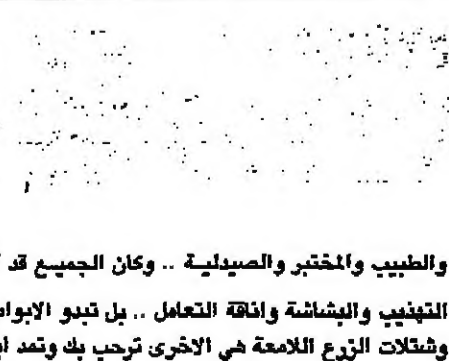 والطبيب والمختبر والصيدلية .. وكان الجميع قد
التهذيب والبشاشة واناقة التعامل .. بل تبدو الابواب
وشتلات الزرع اللامعة هي الاخرى ترحب بك وتمد